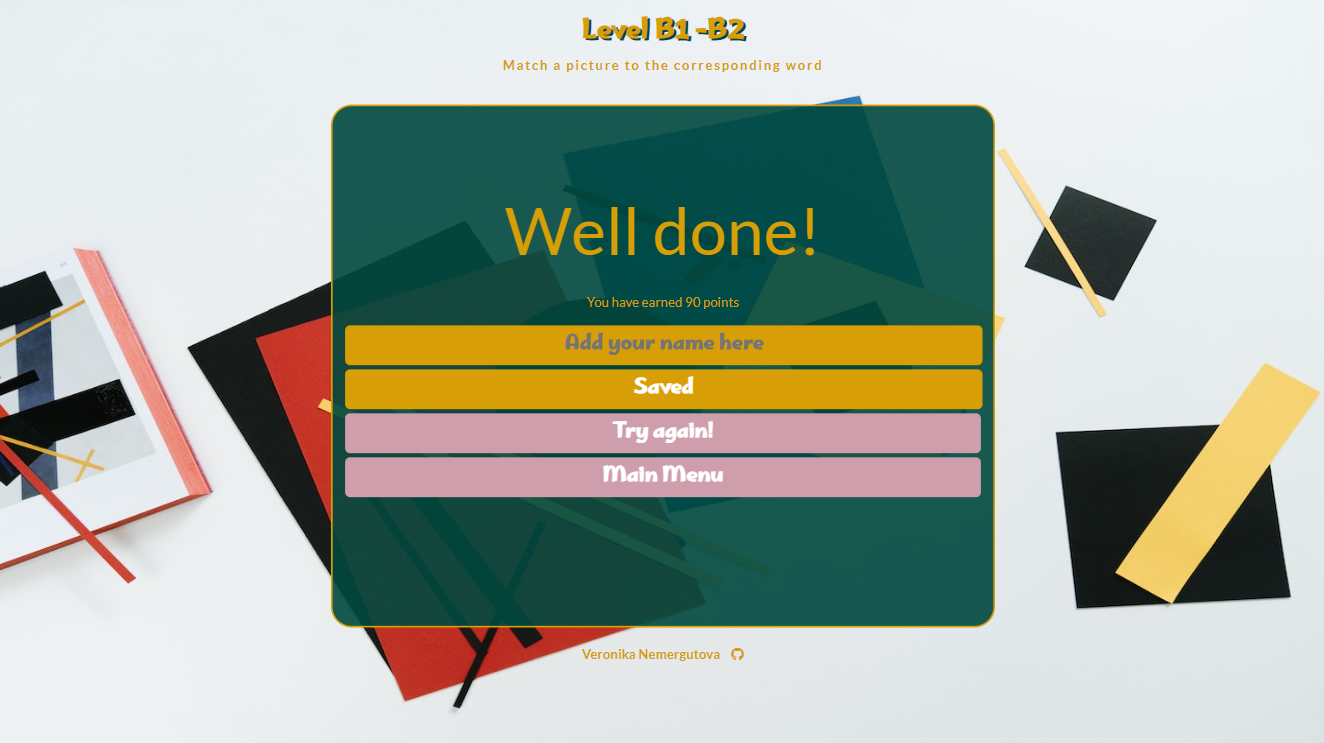 Level B1 -B2
Match a picture to the corresponding word
Well done!
You have earned 90 points
Add your name here
Saved
Try again!
Main Menu
Veronika Nemergutova